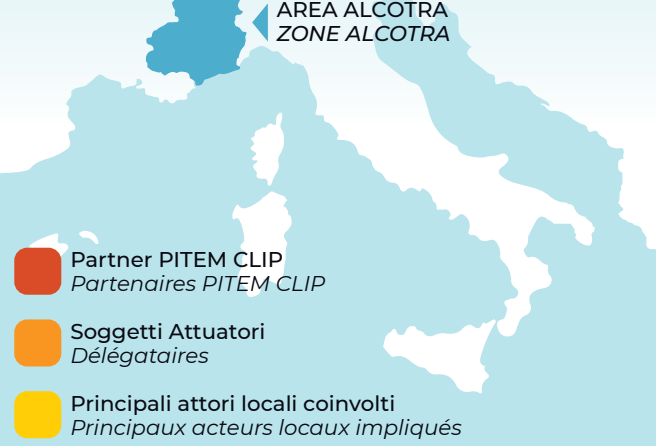 AREA ALCOTRA
ZONE ALCOTRA
Partner PITEM CLIP
Partenaires PITEM CLIP
Soggetti Attuatori
Délégataires
Principali attori locali coinvolti
Principaux acteurs locaux impliqués